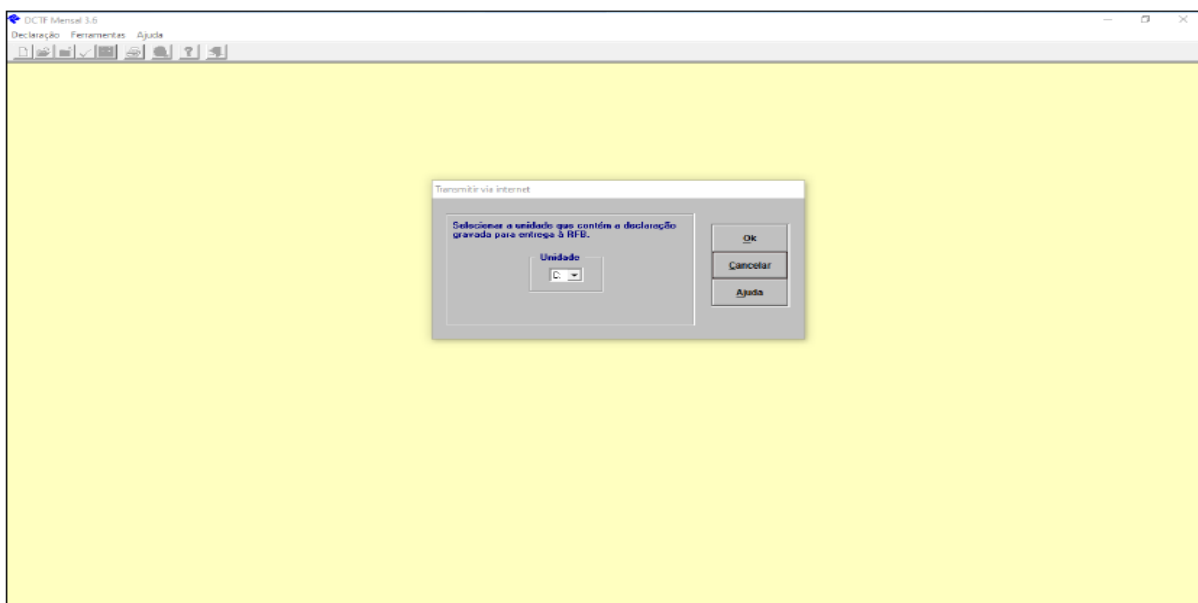 DCTF Mensal 3.6
Declaração Ferramentas Ajuda
Transmitir via internet
Selecionar a unidade que contém a declaração
gravada para entrega à RFB.
Unidade
C:
Ok
Cancelar
Ajuda